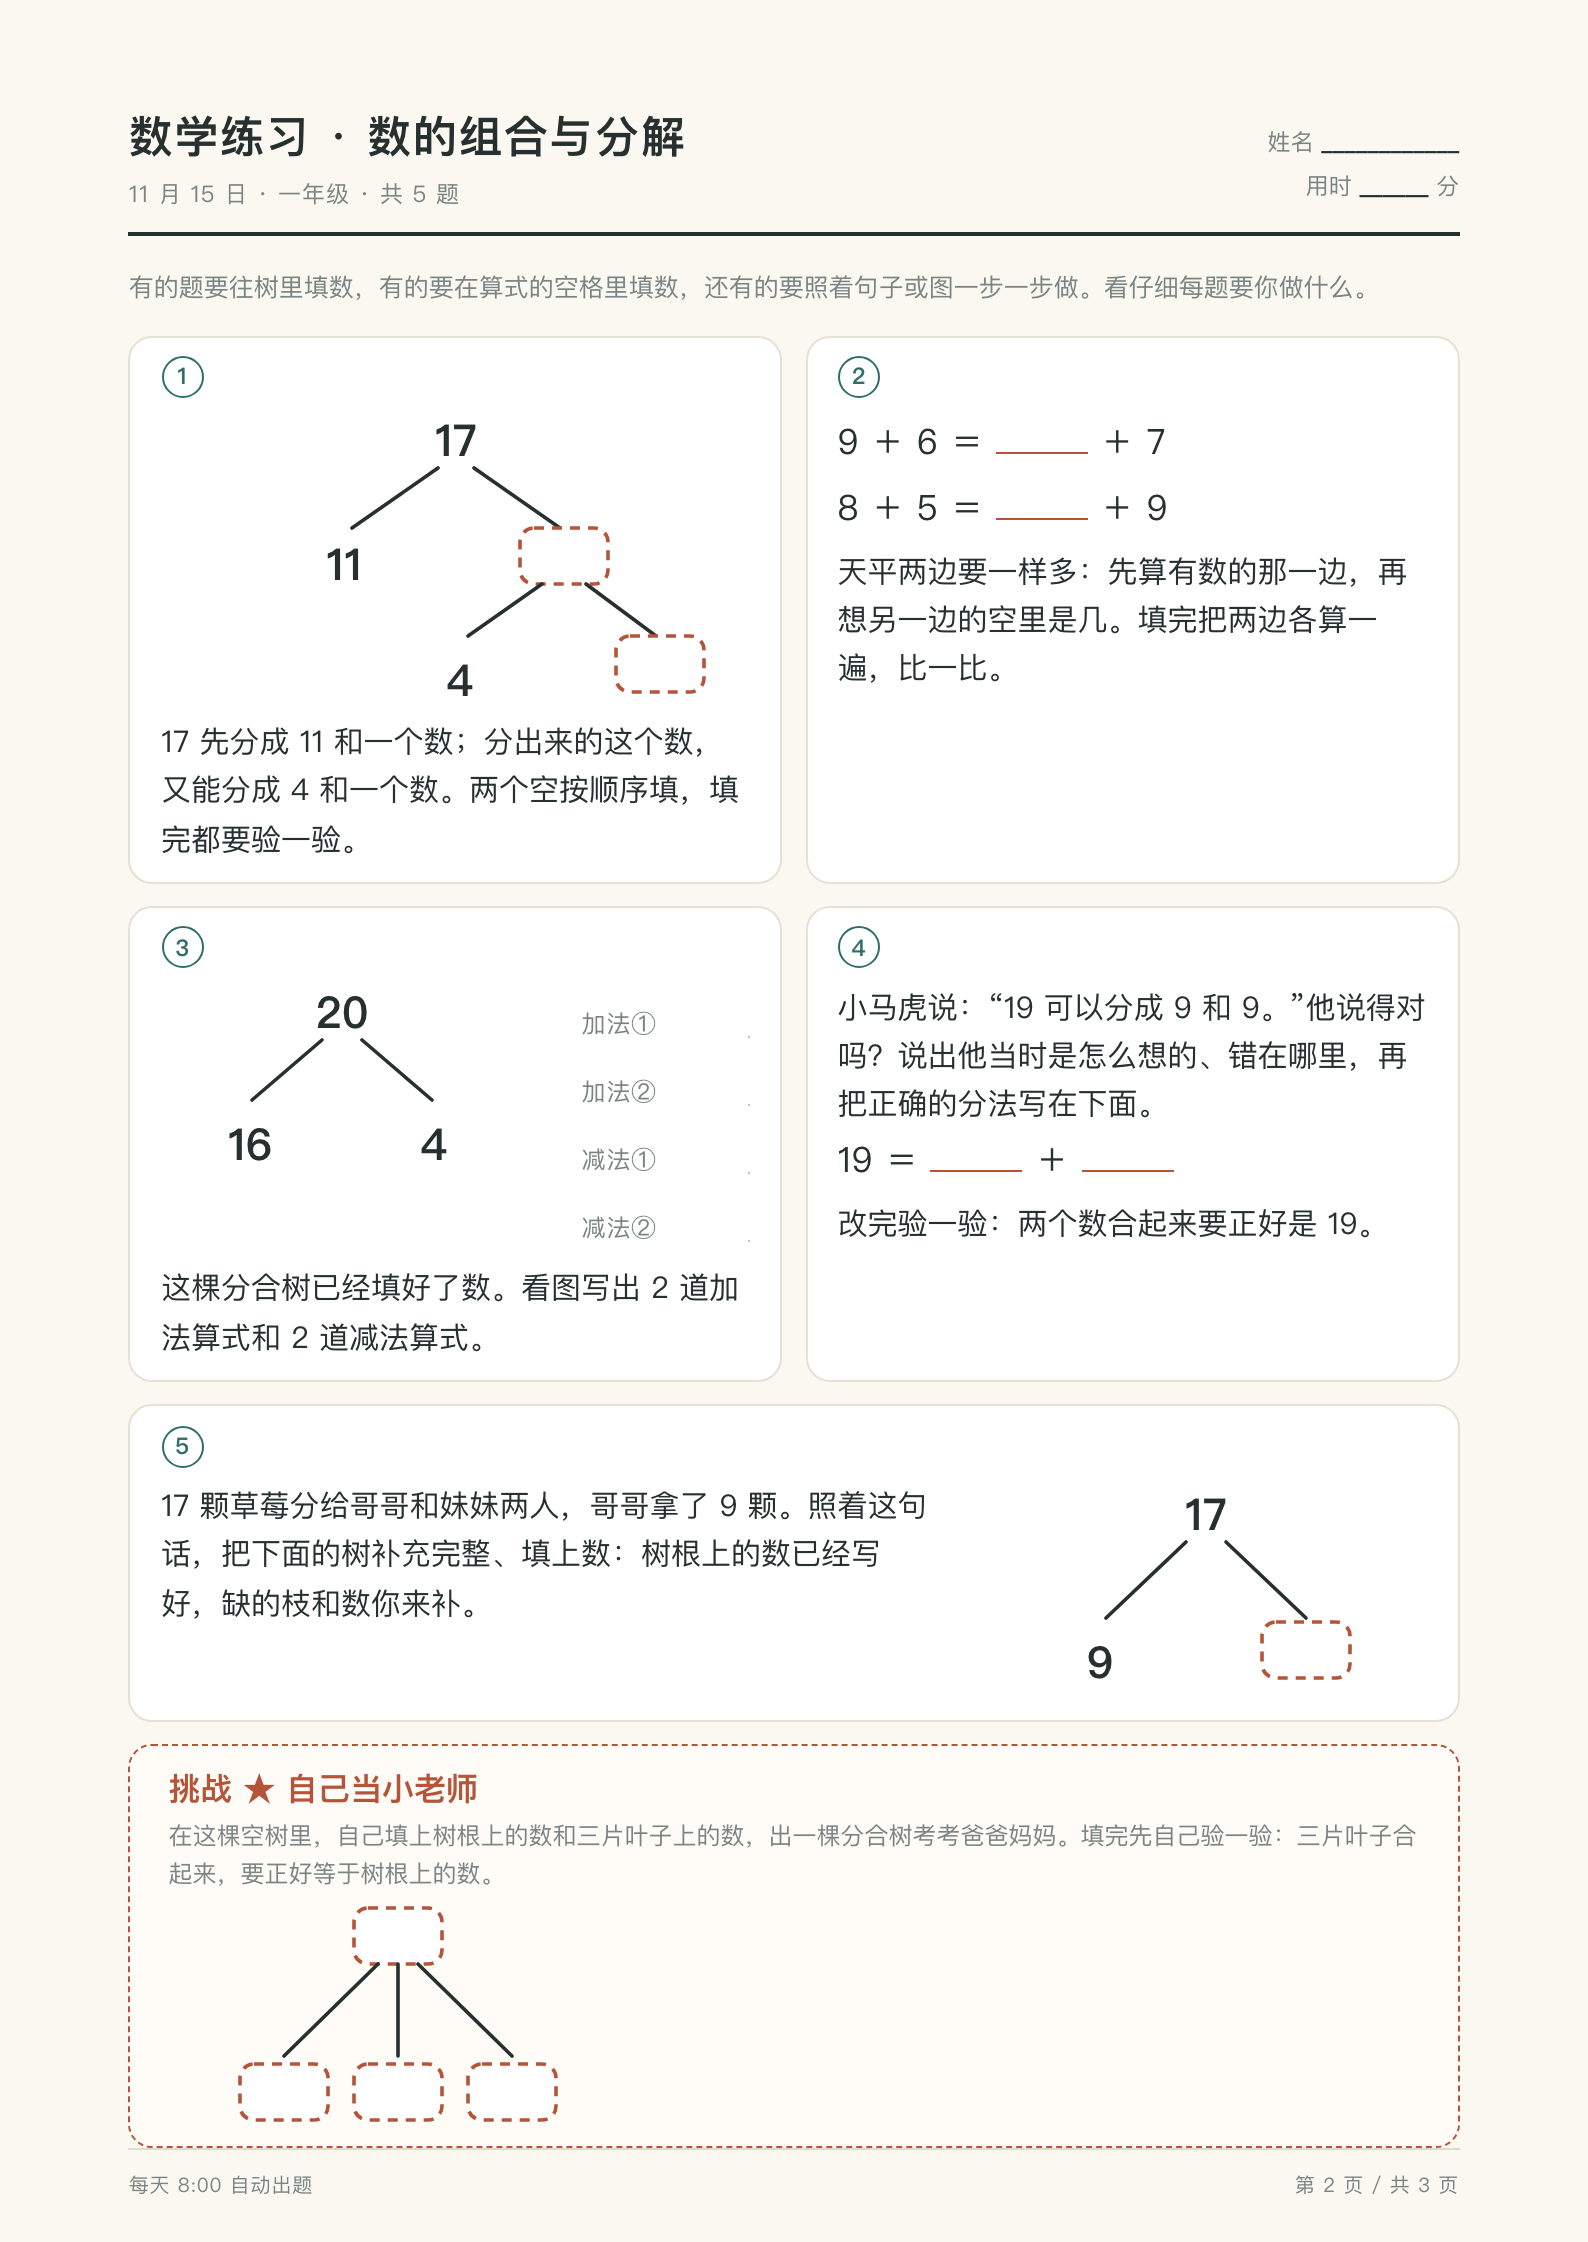 数学练习 · 数的组合与分解
姓名 ____________
11 月 15 日 · 一年级 · 共 5 题
用时 ______ 分
有的题要往树里填数，有的要在算式的空格里填数，还有的要照着句子或图一步一步做。看仔细每题要你做什么。
1
17
11
4
17 先分成 11 和一个数；分出来的这个数，
又能分成 4 和一个数。两个空按顺序填，填
完都要验一验。
2
9 + 6 = _____ + 7
8 + 5 = _____ + 9
天平两边要一样多：先算有数的那一边，再
想另一边的空里是几。填完把两边各算一
遍，比一比。
3
20
16 4
加法①
加法②
减法①
减法②
这棵分合树已经填好了数。看图写出 2 道加
法算式和 2 道减法算式。
4
小马虎说：“19 可以分成 9 和 9。”他说得对
吗？说出他当时是怎么想的、错在哪里，再
把正确的分法写在下面。
19 = _____ + _____
改完验一验：两个数合起来要正好是 19。
5
17 颗草莓分给哥哥和妹妹两人，哥哥拿了 9 颗。照着这句
话，把下面的树补充完整、填上数：树根上的数已经写
好，缺的枝和数你来补。
17
9
挑战 ★ 自己当小老师
在这棵空树里，自己填上树根上的数和三片叶子上的数，出一棵分合树考考爸爸妈妈。填完先自己验一验：三片叶子合
起来，要正好等于树根上的数。
每天 8:00 自动出题
第 2 页 / 共 3 页